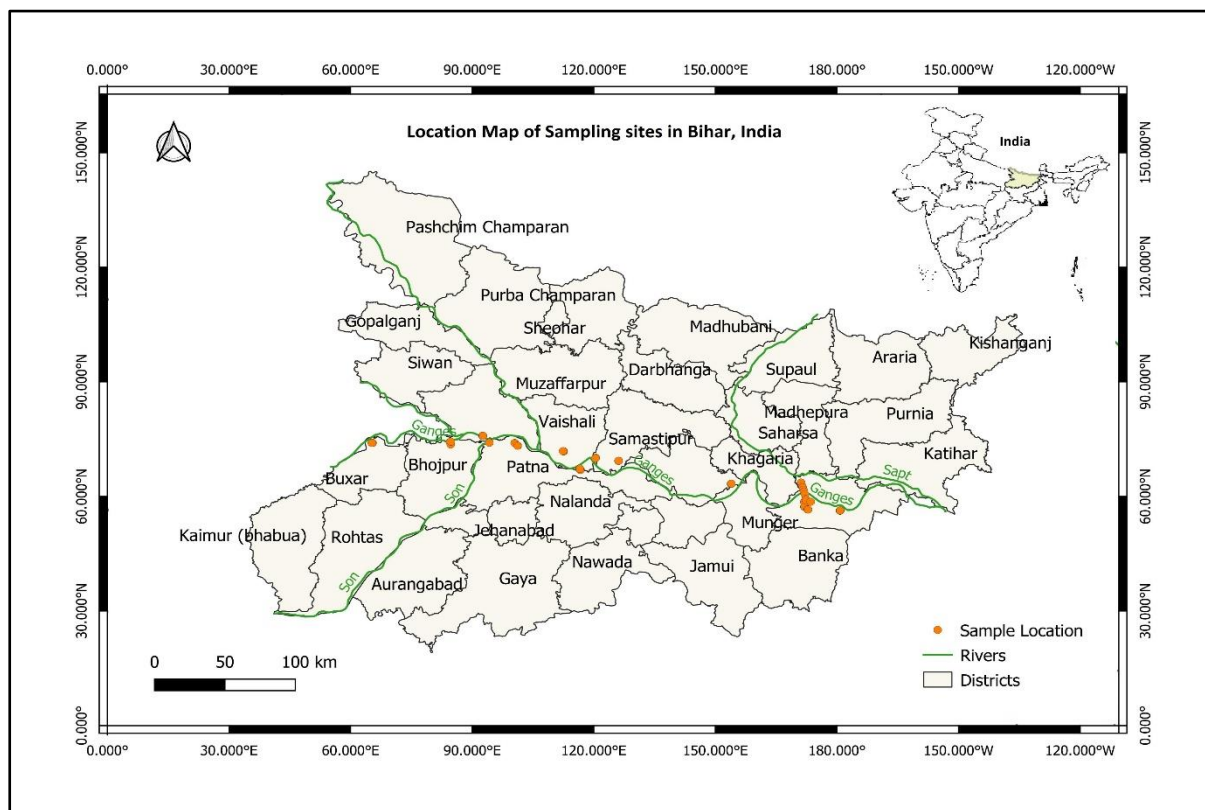 0.000° 30.000°E 60.000°E 90.000°E 120.000°E 150.000°E 180.000° 150.000°W 120.000°W
Location Map of Sampling sites in Bihar, India
India
150.000°N 150.000°N
120.000°N 120.000°N
90.000°N 90.000°N
60.000°N 60.000°N
30.000°N 30.000°N
0.000° 0.000°
Pashchim Champaran
Purba Champaran
Gopalganj
Sheohar
Madhubani
Kishanganj
Siwan
Darbhanga
Supaul
Araria
Muzaffarpur
Vaishali
Madhepura
Purnia
Ganges
Samastipur
Saharsa
Katihar
Buxar
Bhojpur
Patna
Ganges
Khagaria
Sapt
Son
Nalanda
Ganges
Munger
Kaimur (bhabua)
Rohtas
Jehanabad
Banka
Son
Aurangabad
Gaya
Nawada
Jamui
Sample Location
Rivers
Districts
0 50 100 km
0.000° 30.000°E 60.000°E 90.000°E 120.000°E 150.000°E 180.000° 150.000°W 120.000°W